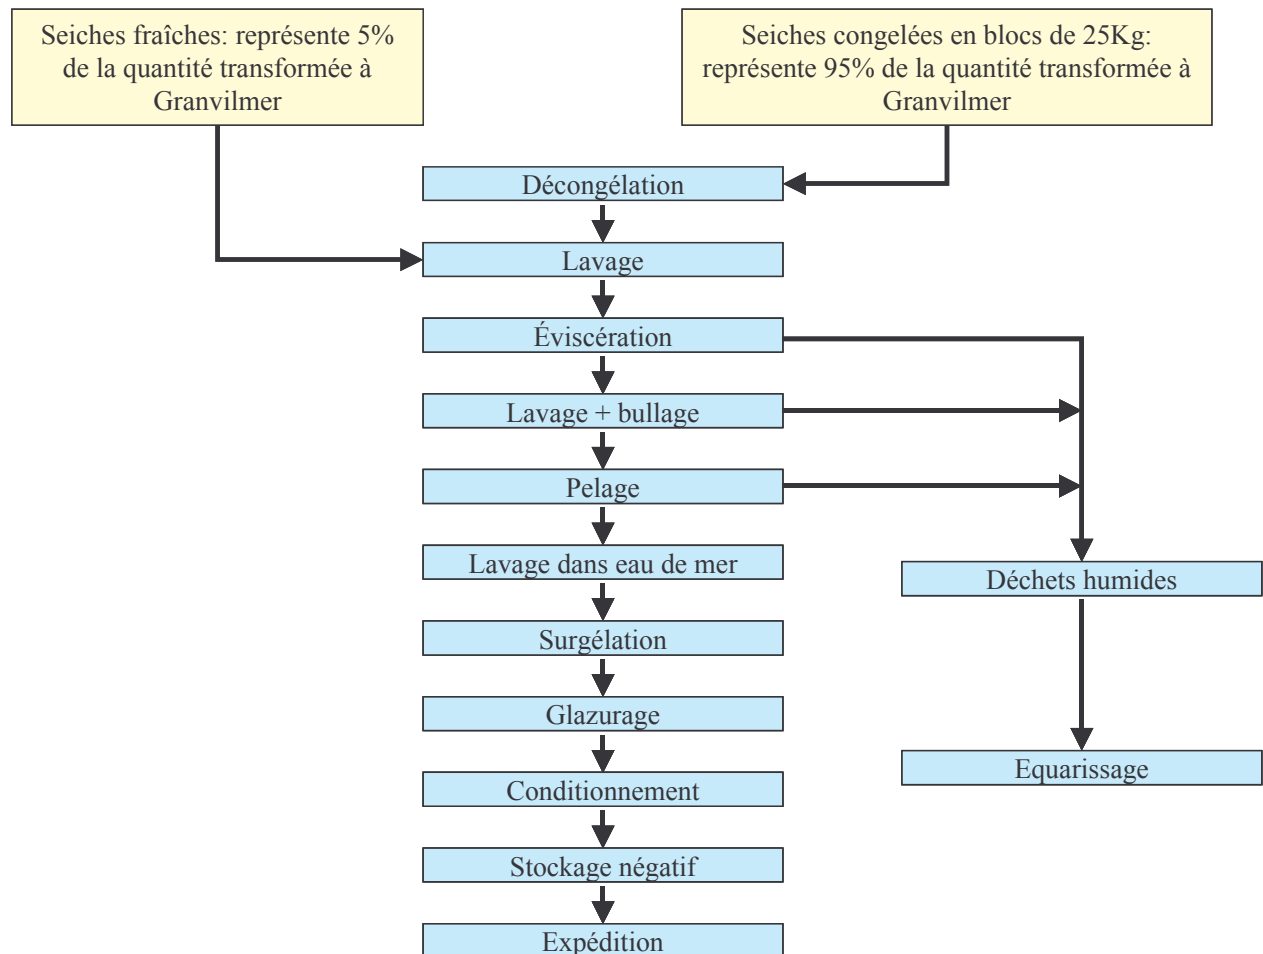 Seiches fraîches: représente 5%
de la quantité transformée à
Granvilmer
Seiches congelées en blocs de 25Kg:
représente 95% de la quantité transformée à
Granvilmer
Décongélation
Lavage
Éviscération
Lavage + bullage
Pelage
Lavage dans eau de mer
Déchets humides
Surgélation
Glazurage
Equarissage
Conditionnement
Stockage négatif
Expédition